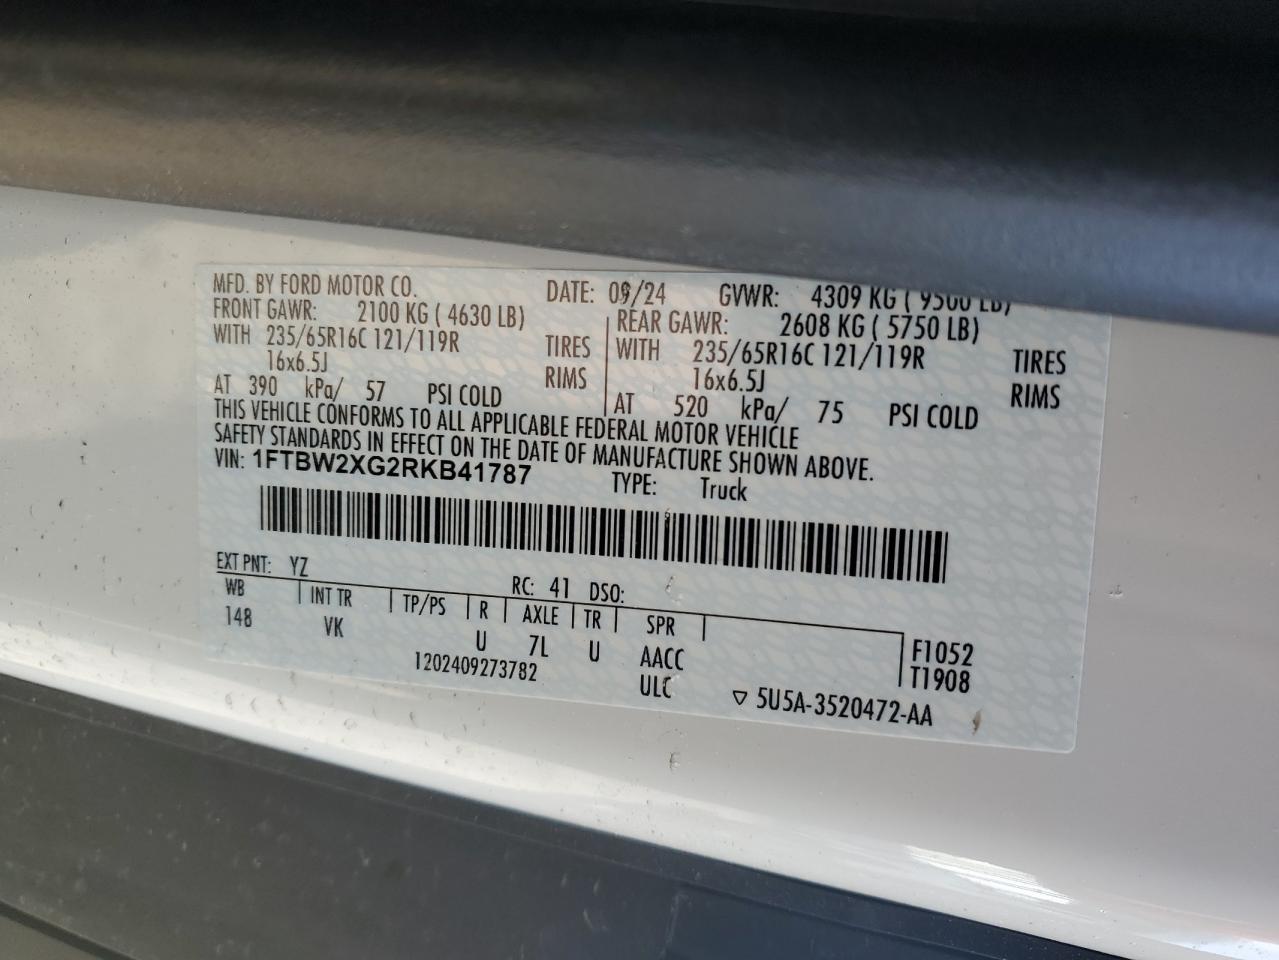 MFD. BY FORD MOTOR CO. DATE: 09/24 GVWR: 4309 KG ( 9500 LB)
FRONT GAWR: 2100 KG ( 4630 LB) REAR GAWR: 2608 KG ( 5750 LB)
WITH 235/65R16C 121/119R TIRES WITH 235/65R16C 121/119R TIRES
16x6.5J RIMS 16x6.5J RIMS
AT 390 kPa/ 57 PSI COLD AT 520 kPa/ 75 PSI COLD
THIS VEHICLE CONFORMS TO ALL APPLICABLE FEDERAL MOTOR VEHICLE
SAFETY STANDARDS IN EFFECT ON THE DATE OF MANUFACTURE SHOWN ABOVE.
VIN: 1FTBW2XG2RKB41787 TYPE: Truck
EXT PNT: YZ RC: 41 DSO:
WB INT TR TP/PS R AXLE TR SPR
148 VK U 7L U AACC F1052
1202409273782 ULC T1908
▽ 5U5A-3520472-AA